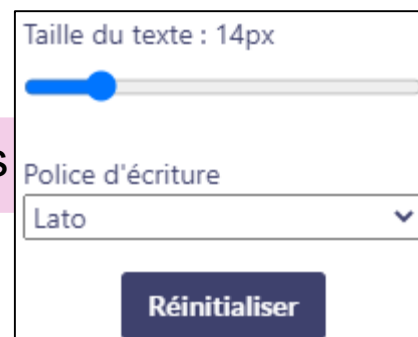 Taille du texte : 14px
s
Police d'écriture
Lato
Réinitialiser